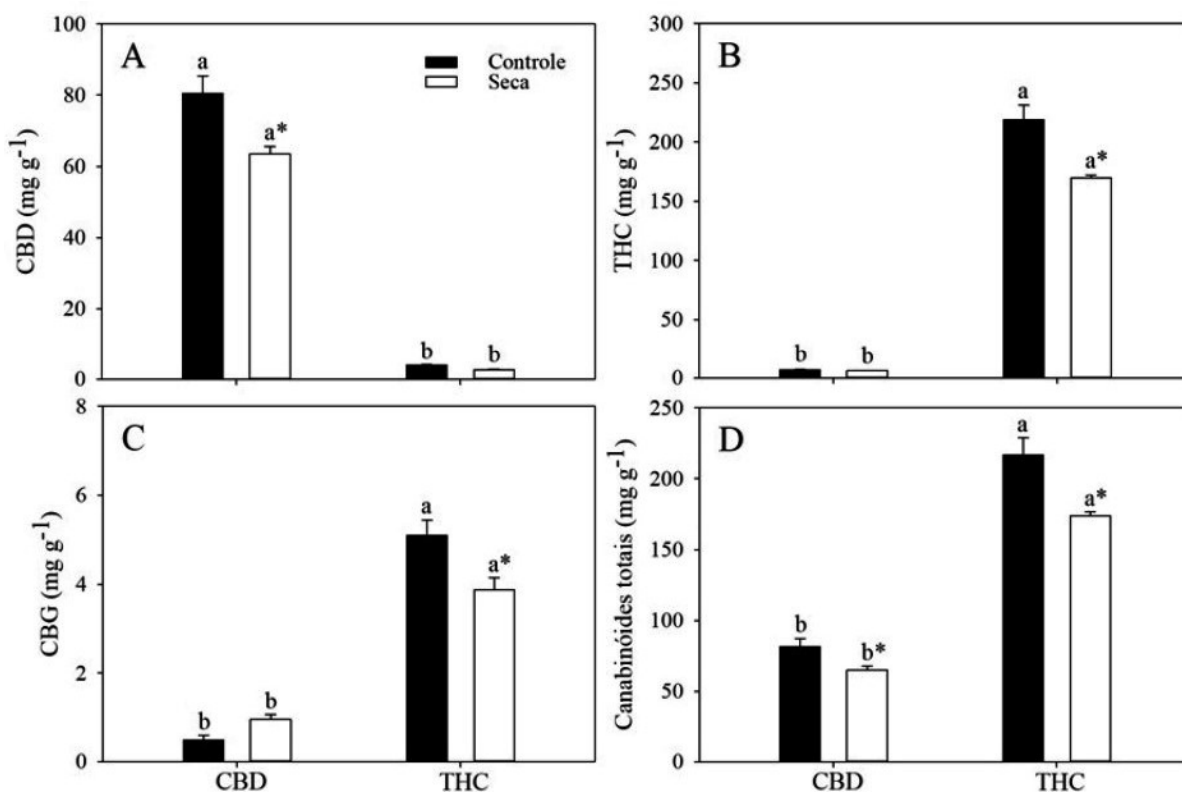 A
Controle
Seca
CBD (mg g-1)
100
80
60
40
20
0
a
a*
b
b
B
THC (mg g-1)
300
250
200
150
100
50
0
b
b
a
a*
C
CBG (mg g-1)
8
6
4
2
0
b
b
a
a*
CBD
THC
D
Canabinóides totais (mg g-1)
250
200
150
100
50
0
b
b*
a
a*
CBD
THC